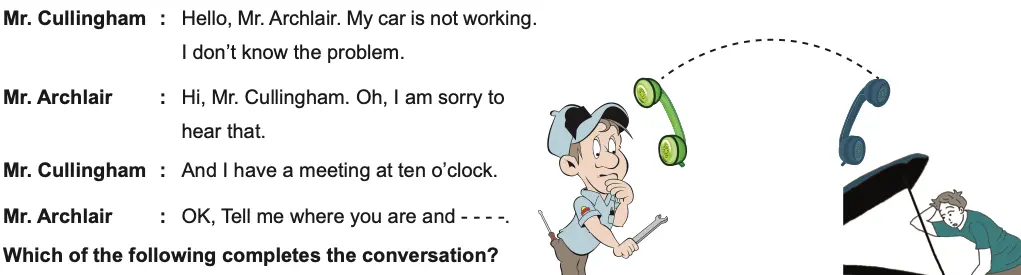 Mr. Cullingham : Hello, Mr. Archlair. My car is not working.
I don’t know the problem.
Mr. Archlair : Hi, Mr. Cullingham. Oh, I am sorry to
hear that.
Mr. Cullingham : And I have a meeting at ten o’clock.
Mr. Archlair : OK, Tell me where you are and - - - -.
Which of the following completes the conversation?